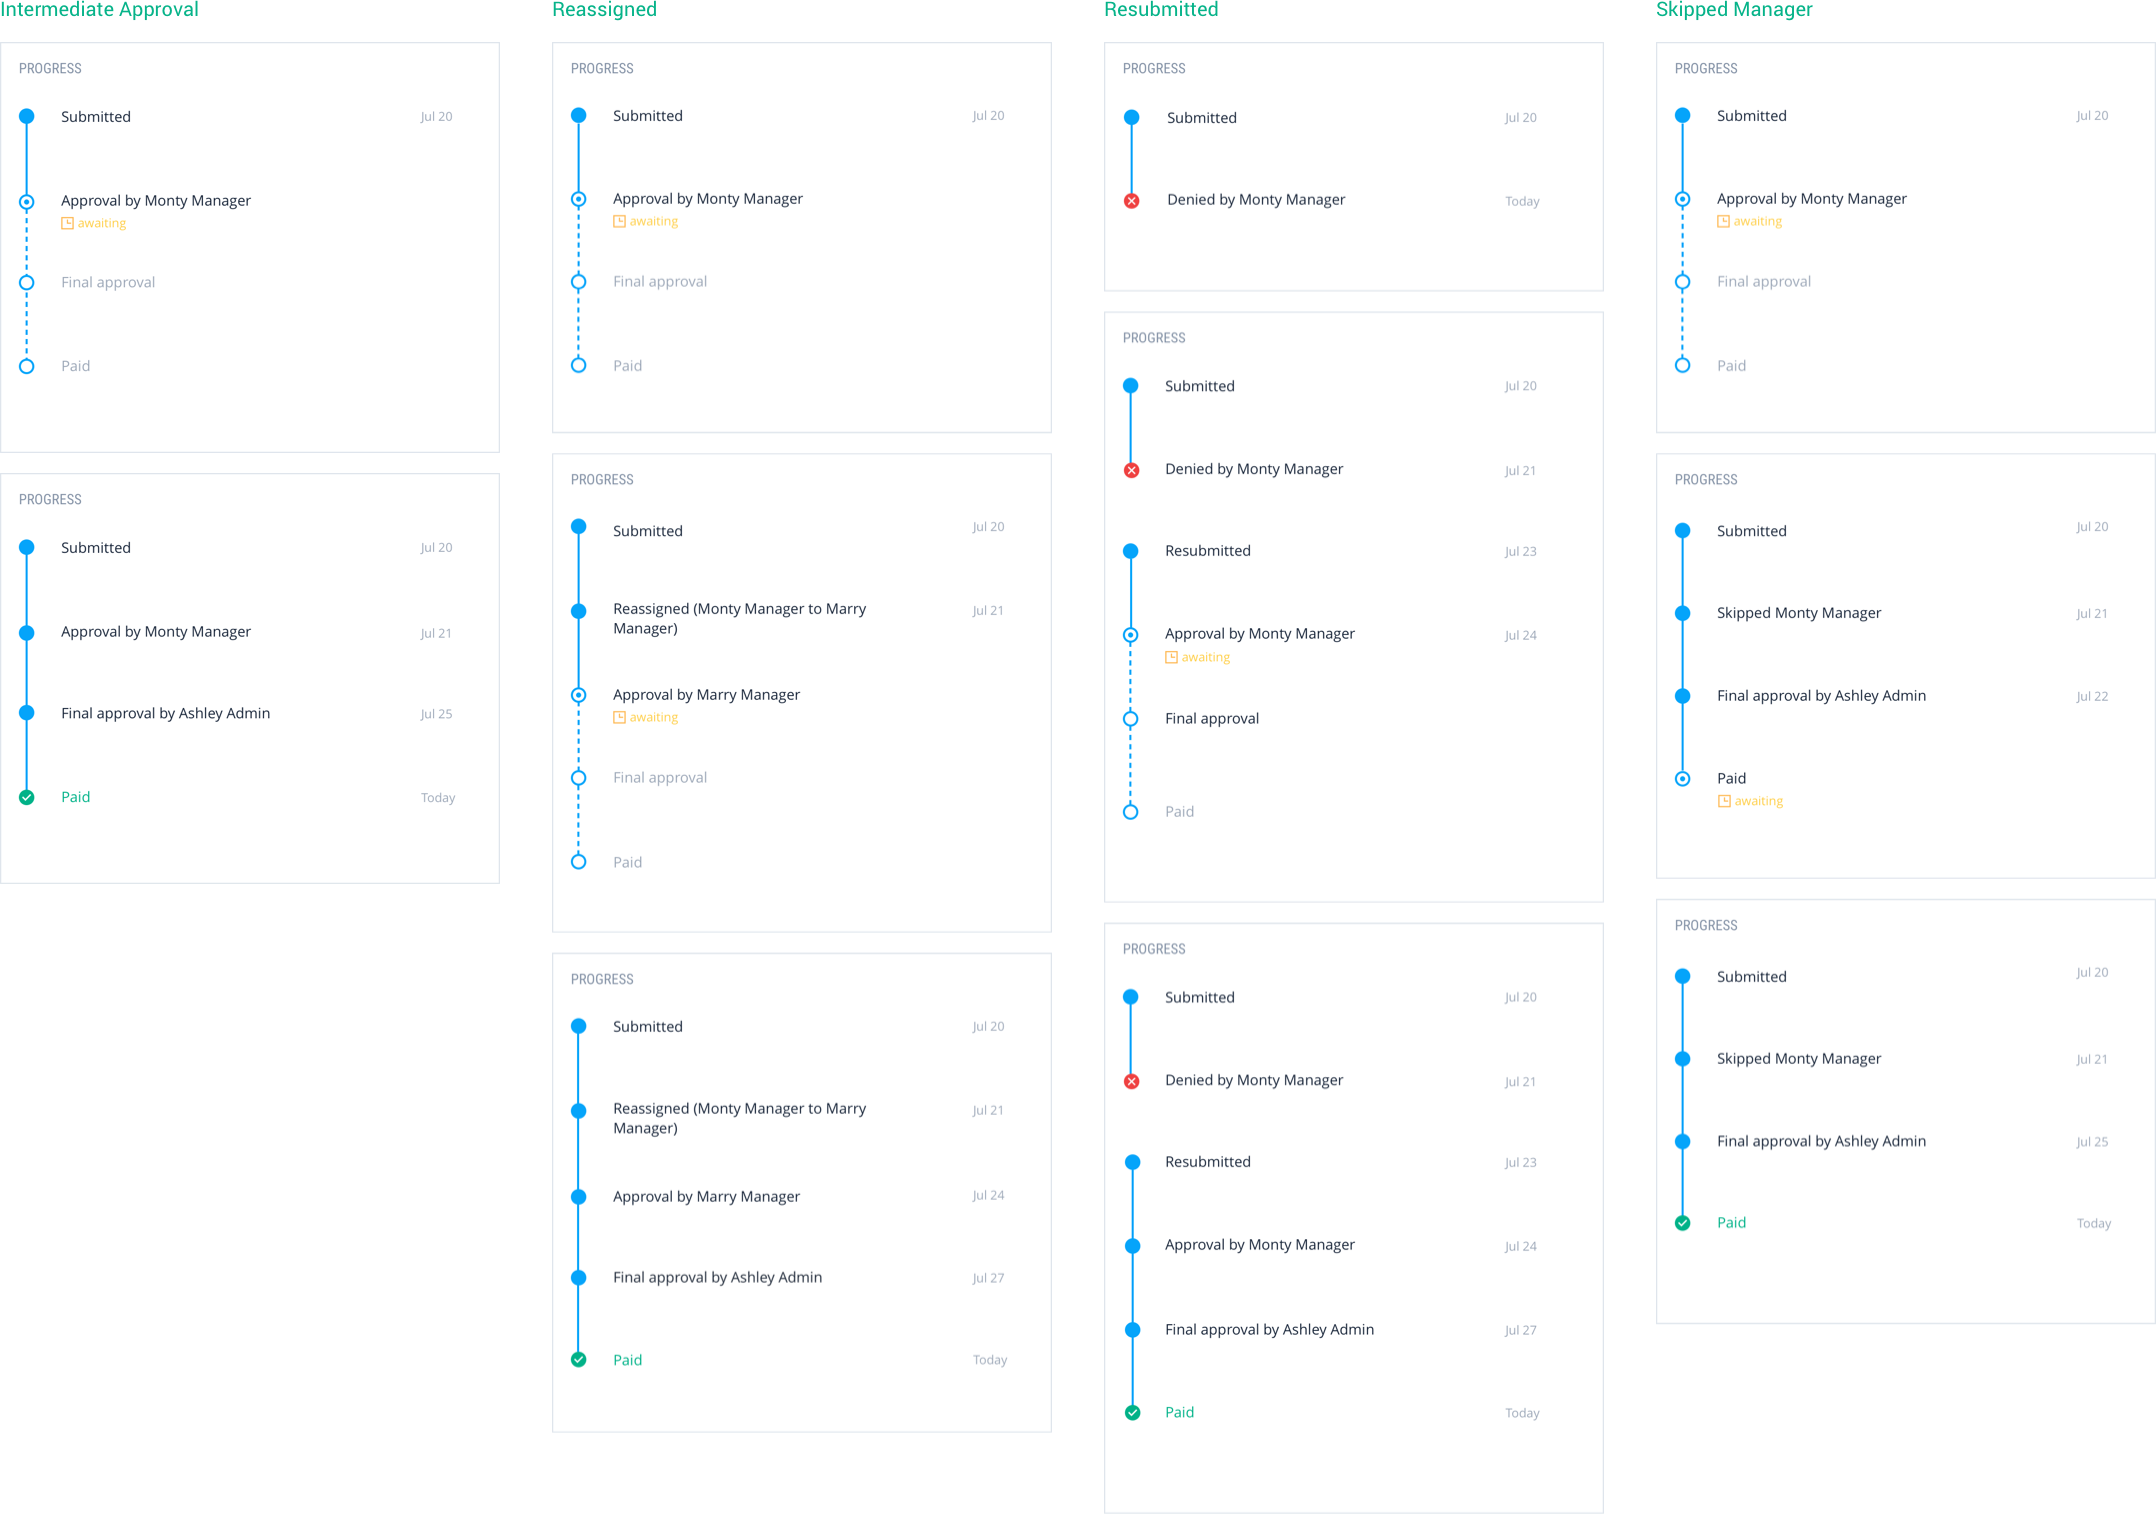 Intermediate Approval
PROGRESS
Submitted Jul 20
Approval by Monty Manager
awaiting
Final approval
Paid
PROGRESS
Submitted Jul 20
Approval by Monty Manager Jul 21
Final approval by Ashley Admin Jul 25
Paid Today
Reassigned
PROGRESS
Submitted Jul 20
Approval by Monty Manager
awaiting
Final approval
Paid
PROGRESS
Submitted Jul 20
Reassigned (Monty Manager to Marry Jul 21
Manager)
Approval by Marry Manager
awaiting
Final approval
Paid
PROGRESS
Submitted Jul 20
Reassigned (Monty Manager to Marry Jul 21
Manager)
Approval by Marry Manager Jul 24
Final approval by Ashley Admin Jul 27
Paid Today
Resubmitted
PROGRESS
Submitted Jul 20
Denied by Monty Manager Today
PROGRESS
Submitted Jul 20
Denied by Monty Manager Jul 21
Resubmitted Jul 23
Approval by Monty Manager Jul 24
awaiting
Final approval
Paid
PROGRESS
Submitted Jul 20
Denied by Monty Manager Jul 21
Resubmitted Jul 23
Approval by Monty Manager Jul 24
Final approval by Ashley Admin Jul 27
Paid Today
Skipped Manager
PROGRESS
Submitted Jul 20
Approval by Monty Manager
awaiting
Final approval
Paid
PROGRESS
Submitted Jul 20
Skipped Monty Manager Jul 21
Final approval by Ashley Admin Jul 22
Paid
awaiting
PROGRESS
Submitted Jul 20
Skipped Monty Manager Jul 21
Final approval by Ashley Admin Jul 25
Paid Today